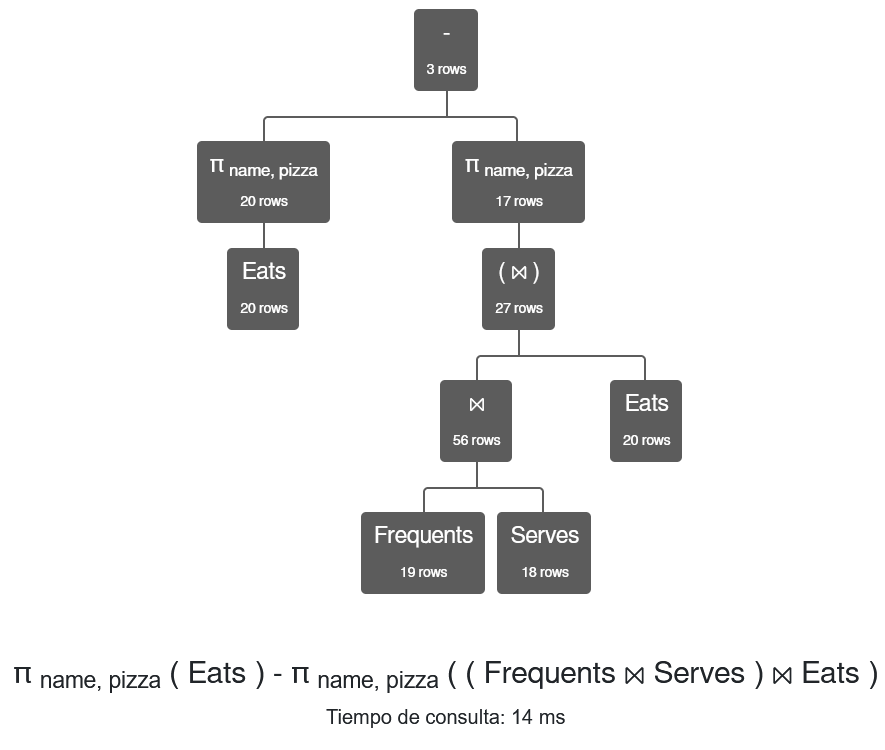 -
3 rows
π name, pizza
20 rows
π name, pizza
17 rows
Eats
20 rows
( ⋈ )
27 rows
⋈
56 rows
Eats
20 rows
Frequents
19 rows
Serves
18 rows
π name, pizza ( Eats ) - π name, pizza ( ( Frequents ⋈ Serves ) ⋈ Eats )
Tiempo de consulta: 14 ms